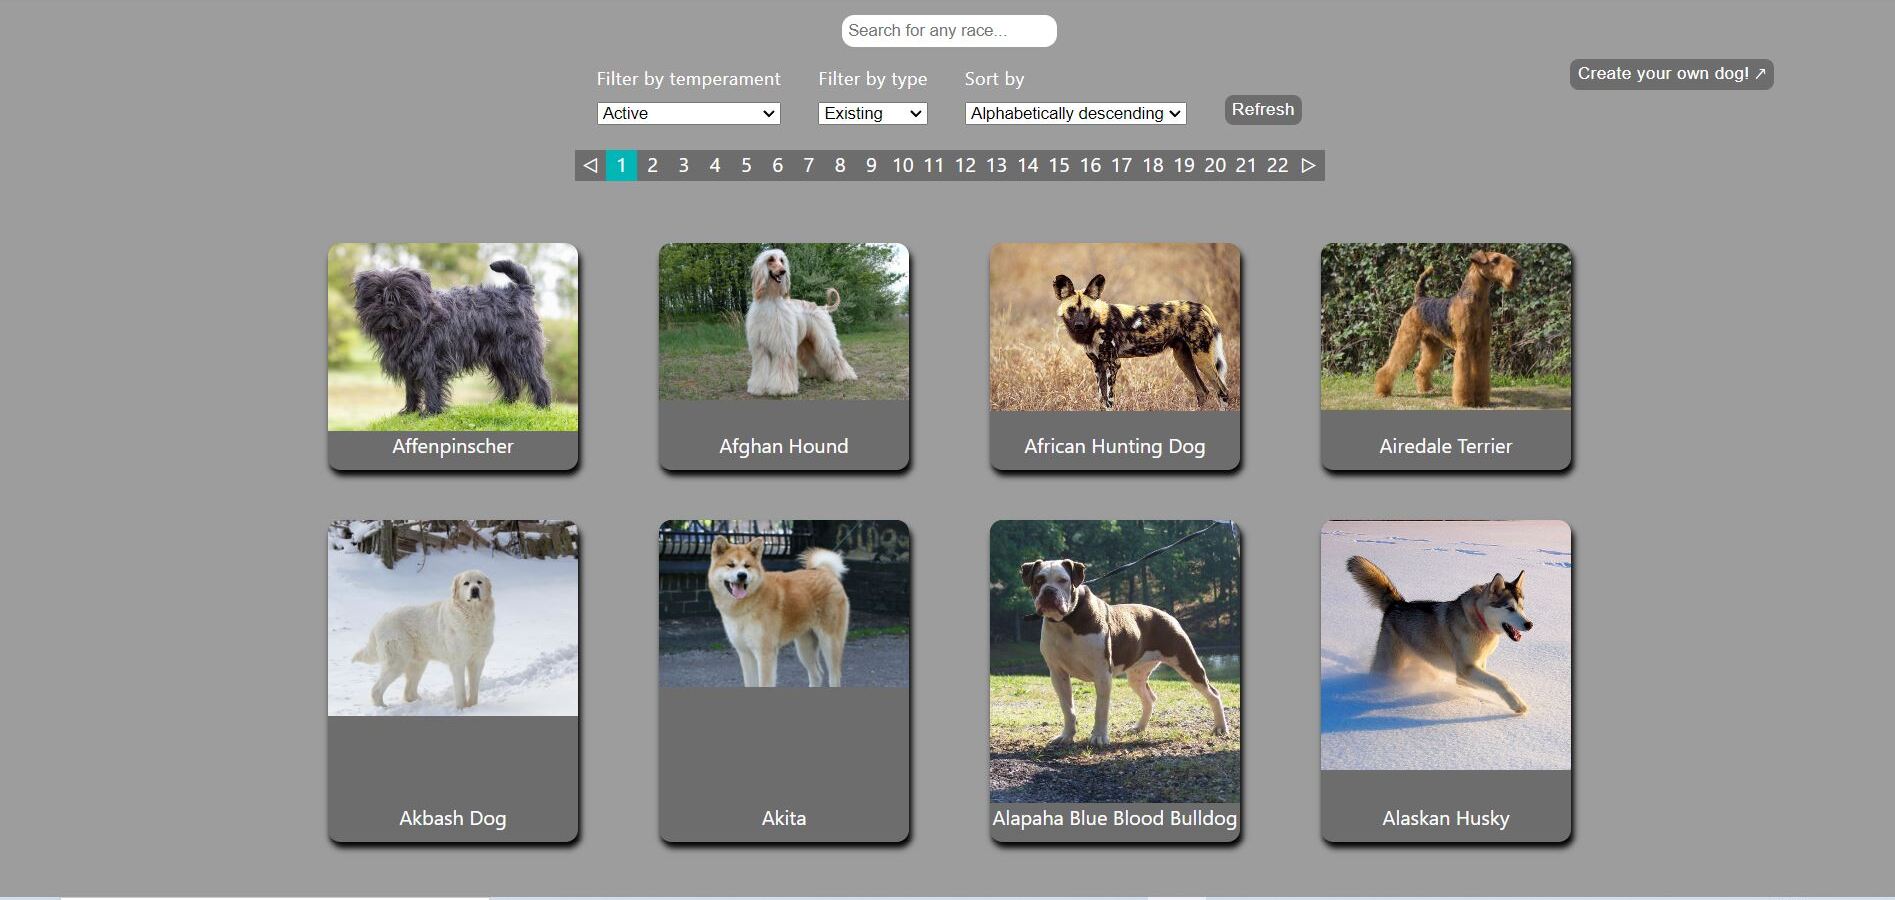 Search for any race...
Create your own dog! ↗
Filter by temperament Filter by type Sort by
Active Existing Alphabetically descending Refresh
◁ 1 2 3 4 5 6 7 8 9 10 11 12 13 14 15 16 17 18 19 20 21 22 ▷
Affenpinscher Afghan Hound African Hunting Dog Airedale Terrier
Akbash Dog Akita Alapaha Blue Blood Bulldog Alaskan Husky